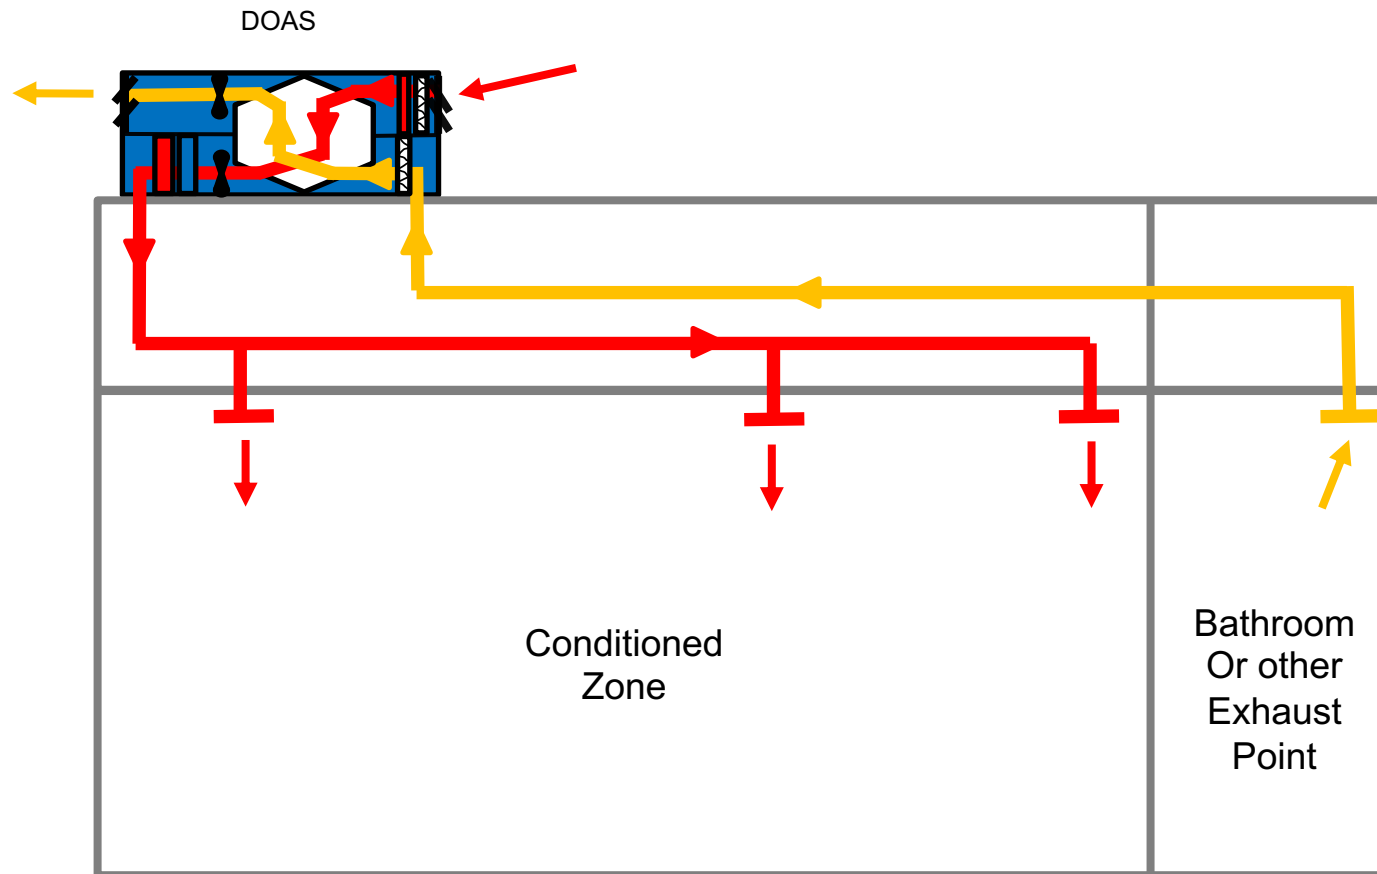 DOAS
Conditioned
Zone
Bathroom
Or other
Exhaust
Point